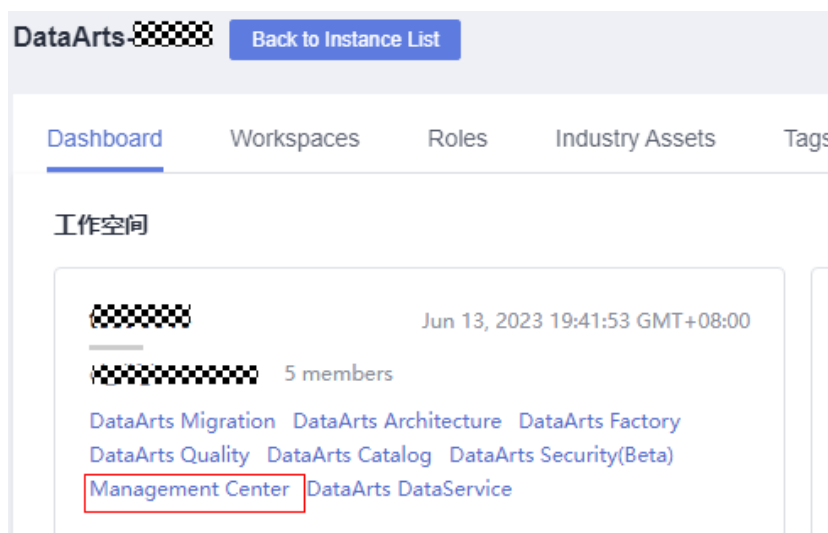 DataArts- Back to Instance List
Dashboard Workspaces Roles Industry Assets Tags
工作空间
Jun 13, 2023 19:41:53 GMT+08:00
5 members
DataArts Migration DataArts Architecture DataArts Factory
DataArts Quality DataArts Catalog DataArts Security(Beta)
Management Center DataArts DataService